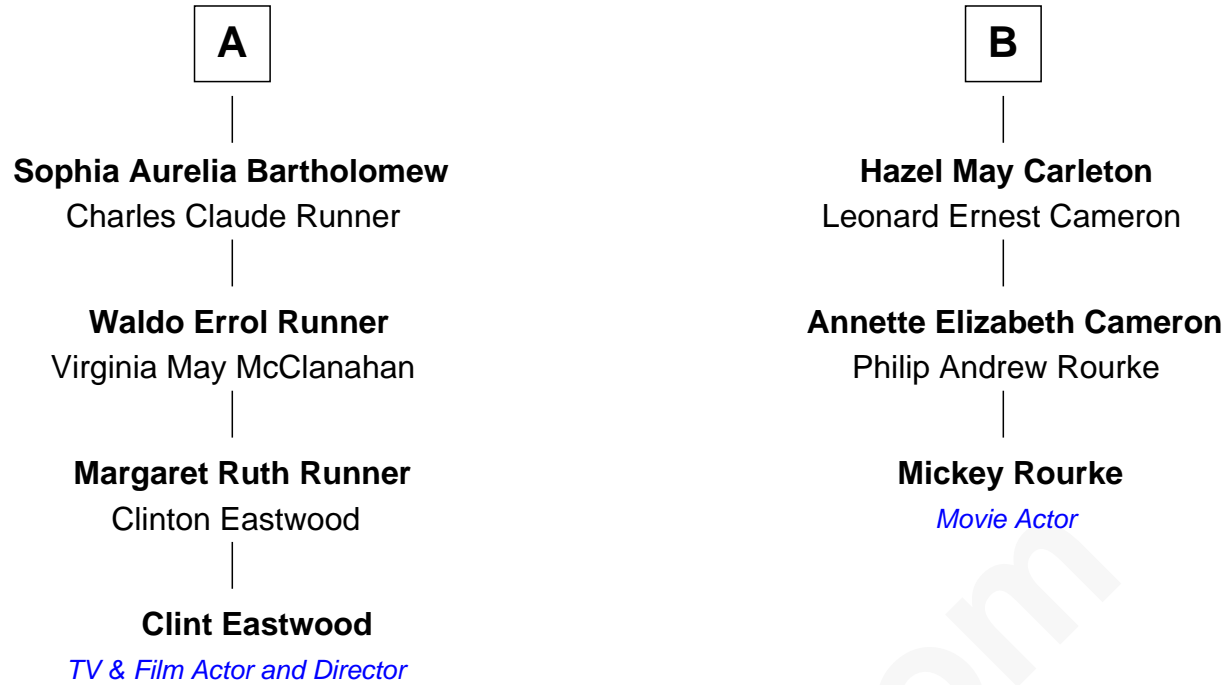 A
Sophia Aurelia Bartholomew
Charles Claude Runner
Waldo Errol Runner
Virginia May McClanahan
Margaret Ruth Runner
Clinton Eastwood
Clint Eastwood
TV & Film Actor and Director
B
Hazel May Carleton
Leonard Ernest Cameron
Annette Elizabeth Cameron
Philip Andrew Rourke
Mickey Rourke
Movie Actor
om